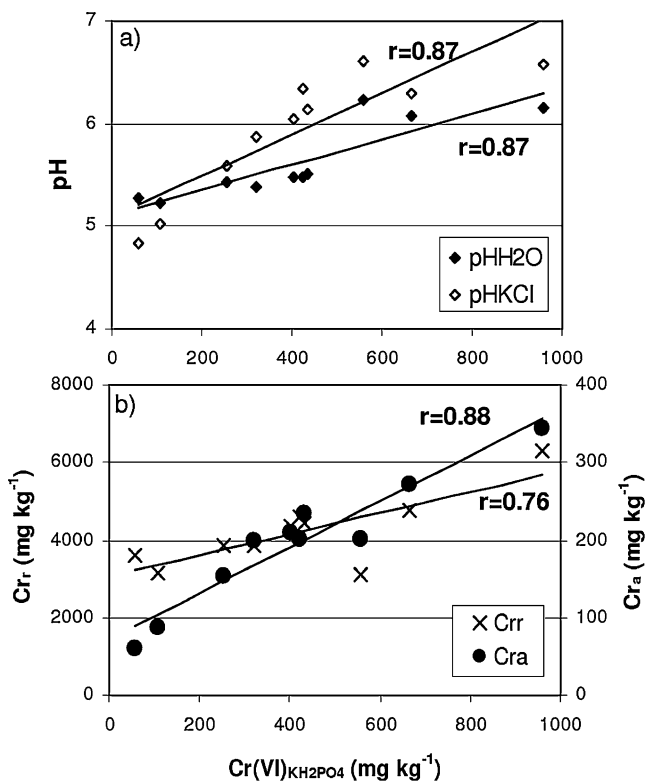 7
a)
r=0.87
6
r=0.87
pH
5
pHH2O
pHKCl
4
0 200 400 600 800 1000
8000 400
b)
r=0.88
6000 300
r=0.76
Crr (mg kg-1)
4000 200
Cra (mg kg-1)
2000 100
Crr
Cra
0 0
0 200 400 600 800 1000
Cr(VI)KH2PO4 (mg kg-1)